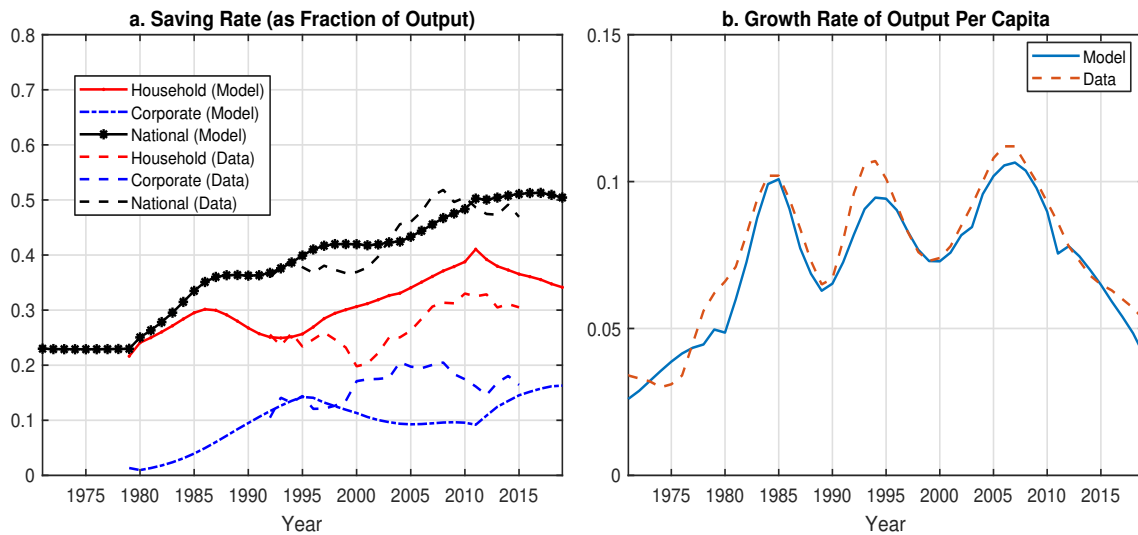 a. Saving Rate (as Fraction of Output)
0.8
0.7
0.6
0.5
0.4
0.3
0.2
0.1
0
Household (Model)
Corporate (Model)
National (Model)
Household (Data)
Corporate (Data)
National (Data)
1975 1980 1985 1990 1995 2000 2005 2010 2015
Year
b. Growth Rate of Output Per Capita
0.15
0.1
0.05
0
Model
Data
1975 1980 1985 1990 1995 2000 2005 2010 2015
Year